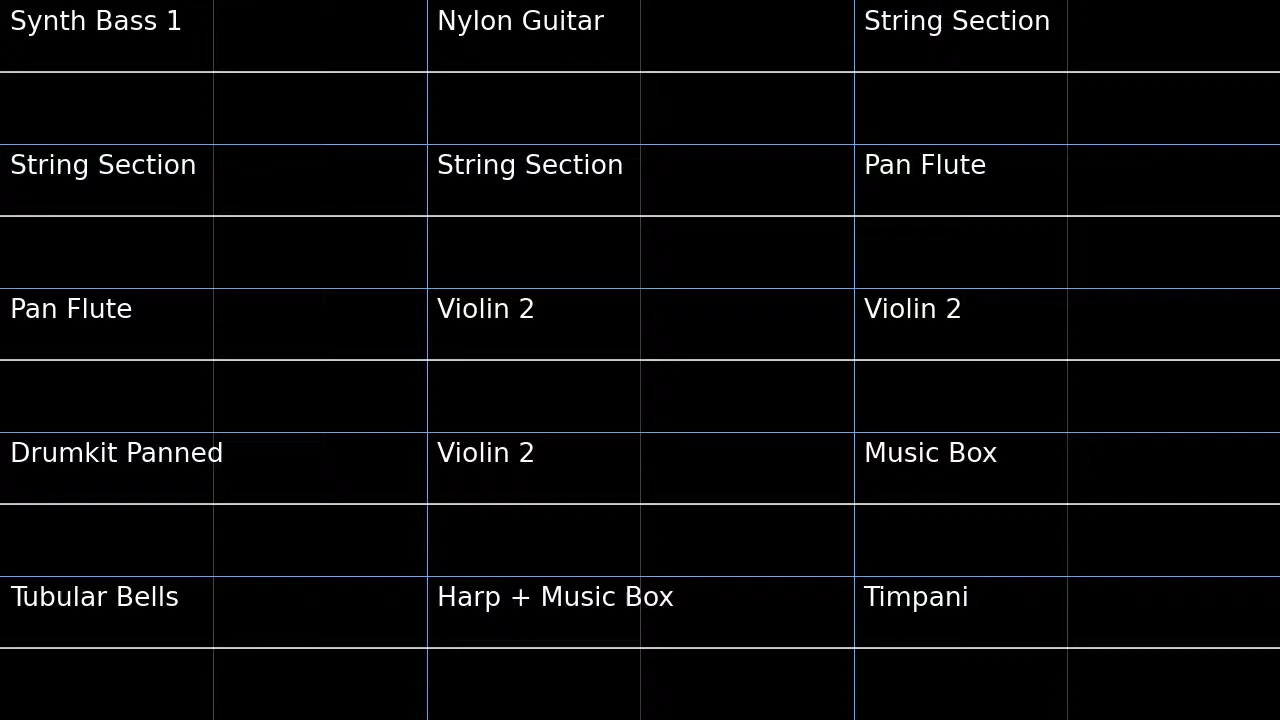 Synth Bass 1
Nylon Guitar
String Section
String Section
String Section
Pan Flute
Pan Flute
Violin 2
Violin 2
Drumkit Panned
Violin 2
Music Box
Tubular Bells
Harp + Music Box
Timpani